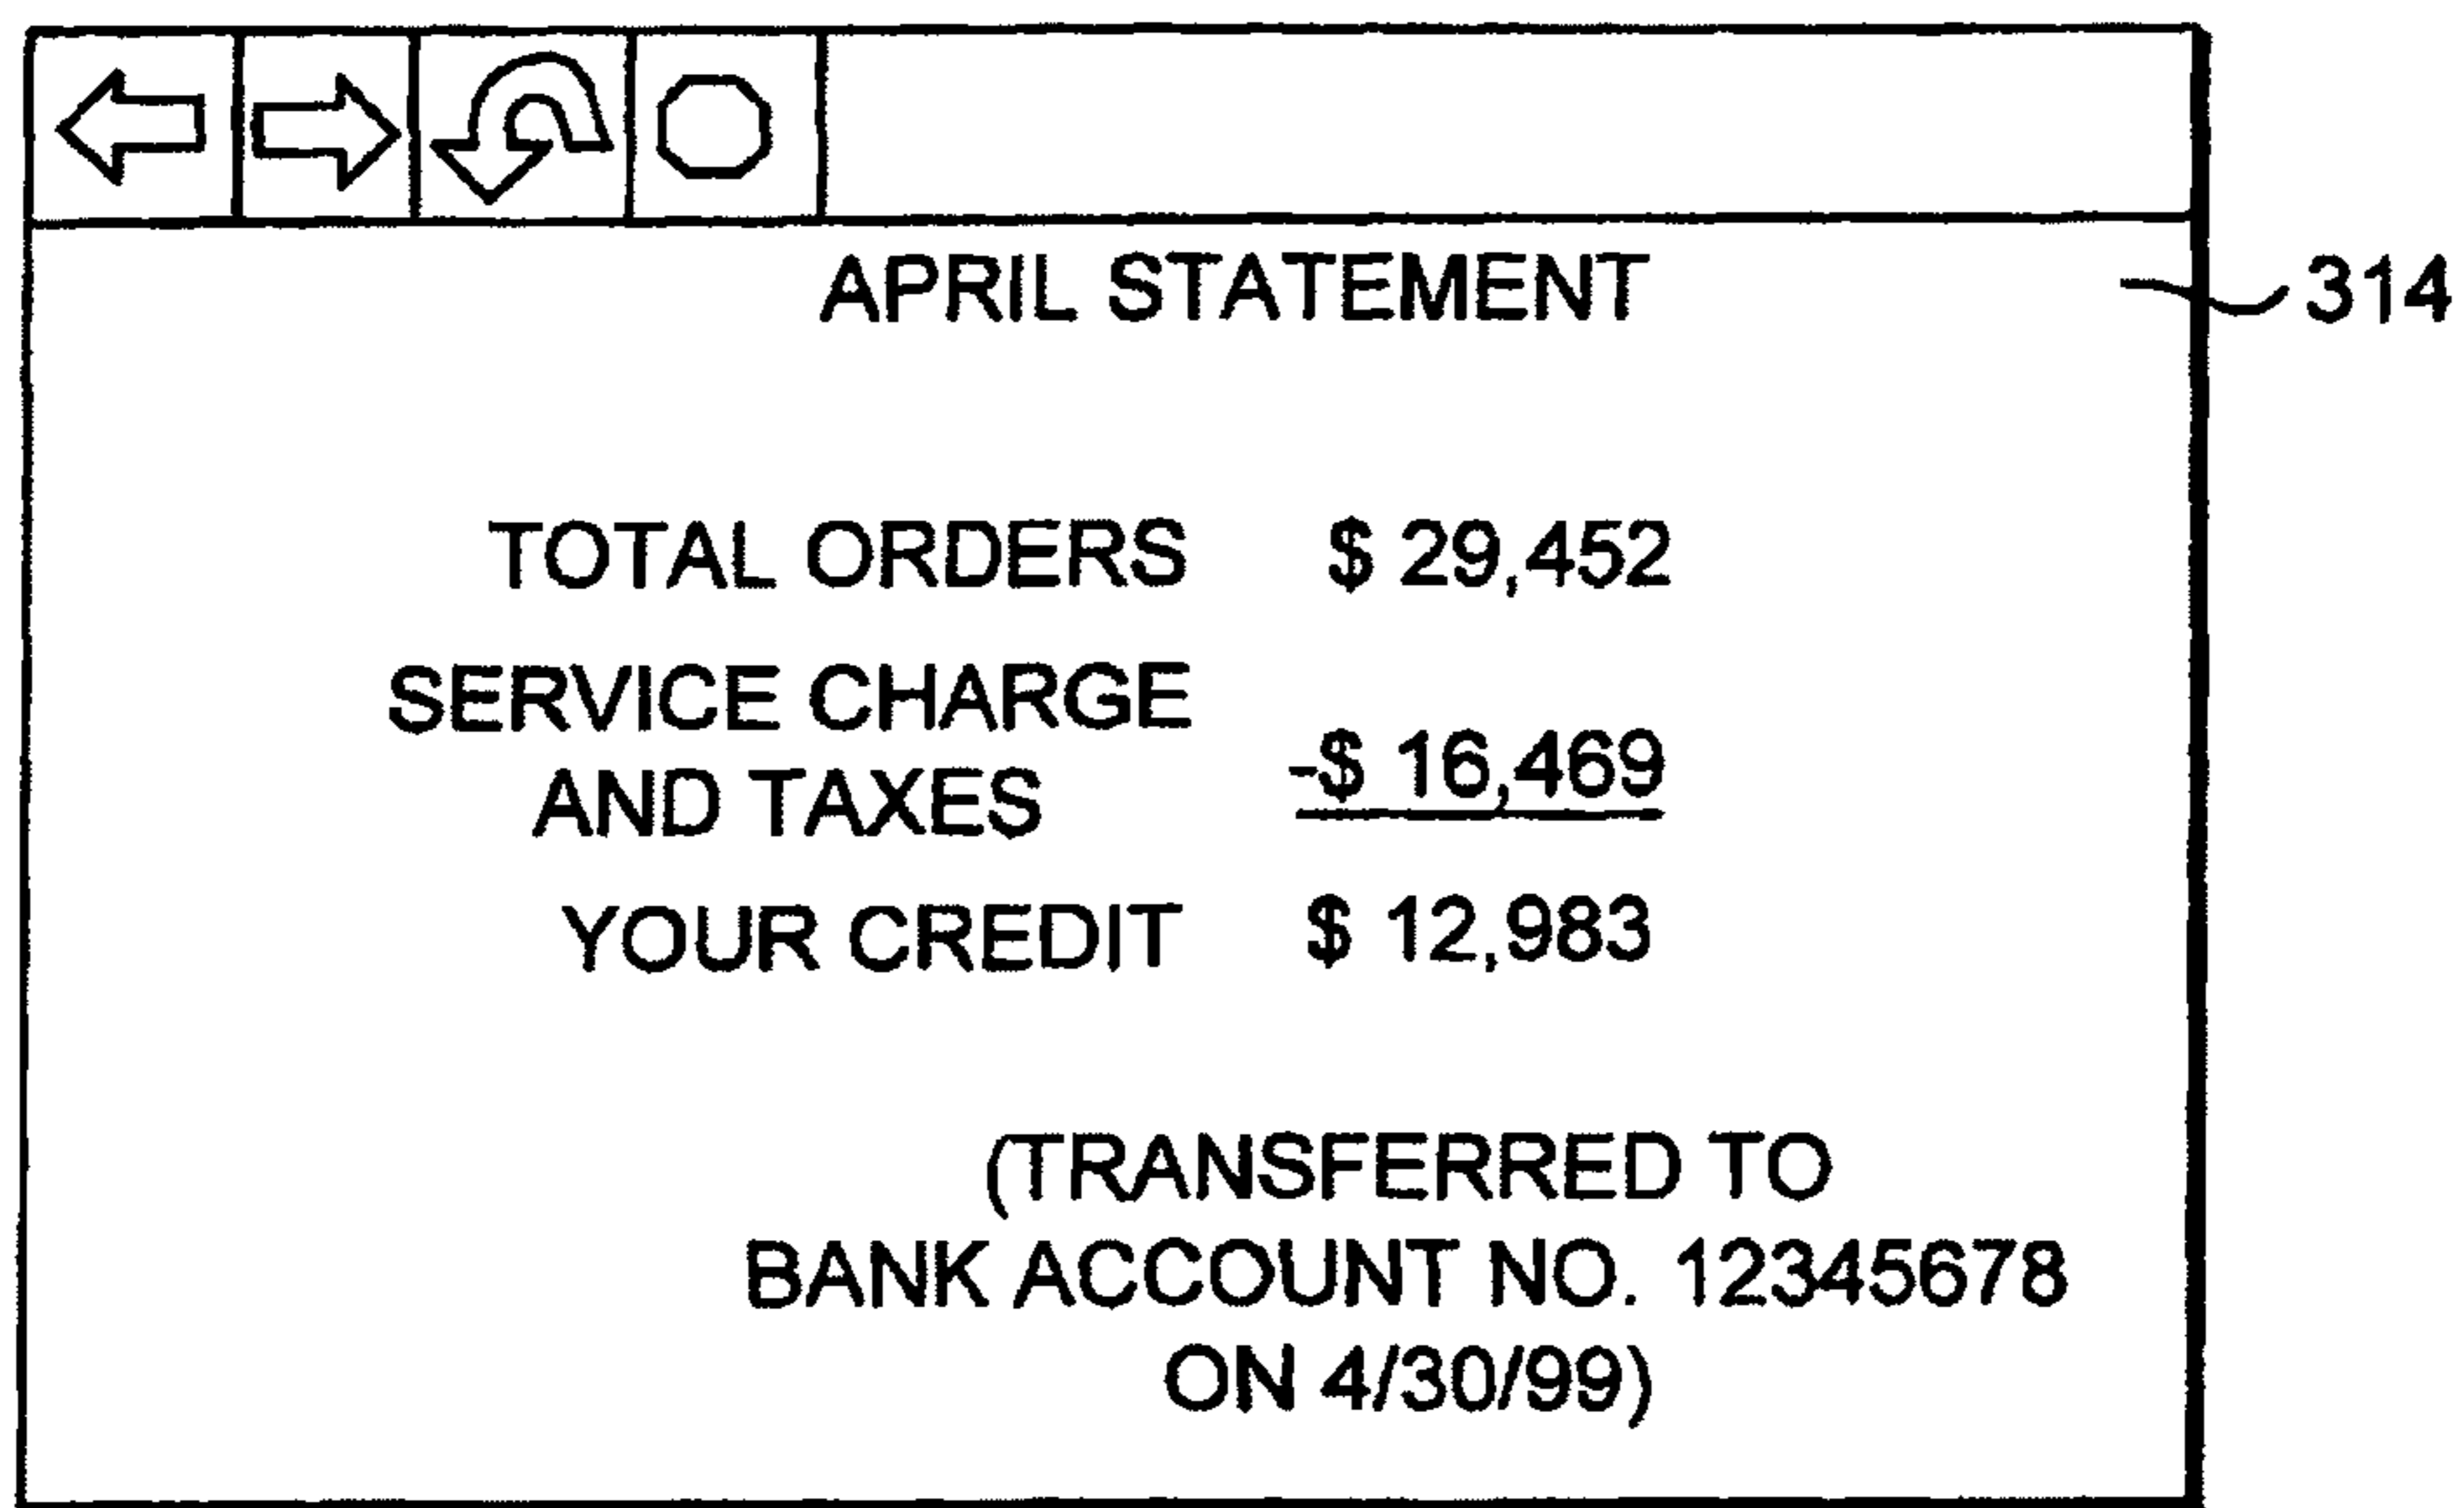 APRIL STATEMENT
314
TOTAL ORDERS $ 29,452
SERVICE CHARGE
AND TAXES -$ 16,469
YOUR CREDIT $ 12,983
(TRANSFERRED TO
BANK ACCOUNT NO. 12345678
ON 4/30/99)